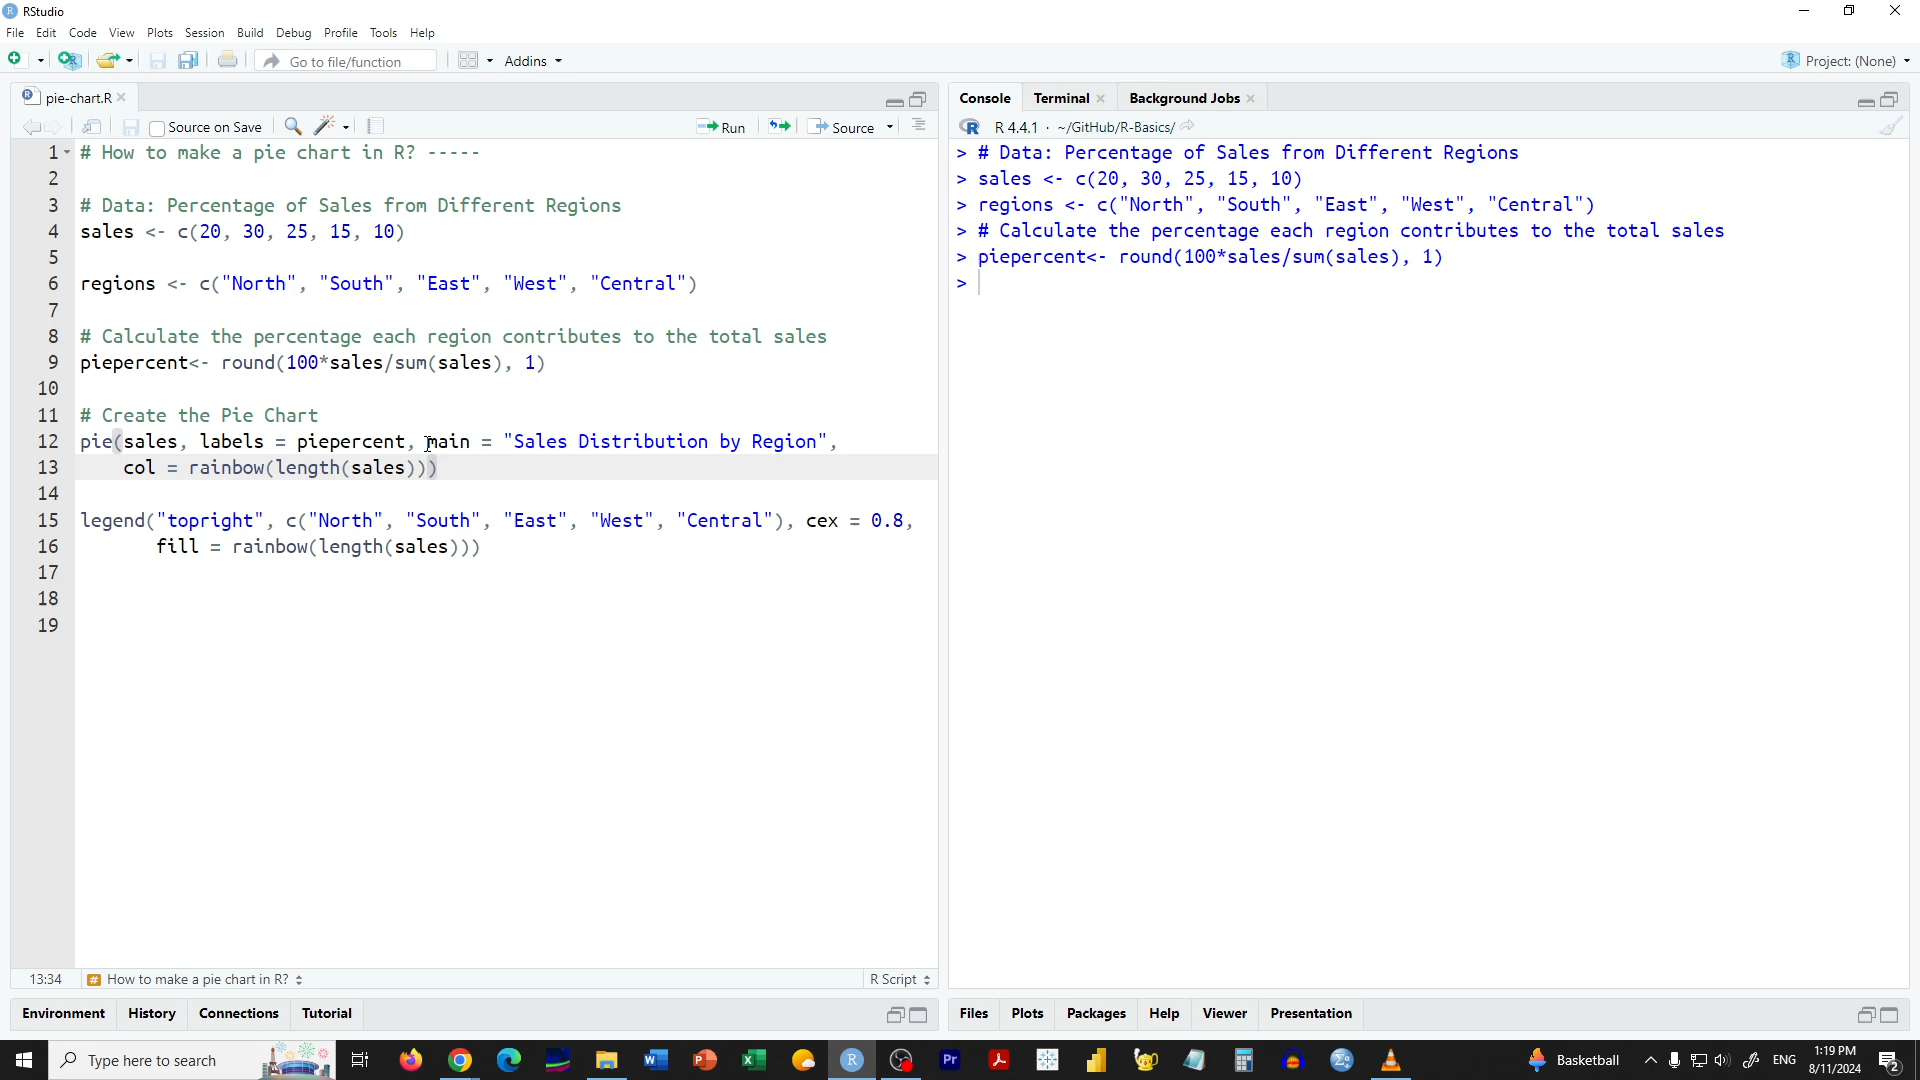 RStudio
File Edit Code View Plots Session Build Debug Profile Tools Help
Go to file/function Addins Project: (None)
pie-chart.R
Source on Save Run Source
1 # How to make a pie chart in R? -----
2
3 # Data: Percentage of Sales from Different Regions
4 sales <- c(20, 30, 25, 15, 10)
5
6 regions <- c("North", "South", "East", "West", "Central")
7
8 # Calculate the percentage each region contributes to the total sales
9 piepercent<- round(100*sales/sum(sales), 1)
10
11 # Create the Pie Chart
12 pie(sales, labels = piepercent, main = "Sales Distribution by Region",
13 col = rainbow(length(sales)))
14
15 legend("topright", c("North", "South", "East", "West", "Central"), cex = 0.8,
16 fill = rainbow(length(sales)))
17
18
19
13:34 How to make a pie chart in R? R Script
Environment History Connections Tutorial
Console Terminal Background Jobs
R 4.4.1 · ~/GitHub/R-Basics/
> # Data: Percentage of Sales from Different Regions
> sales <- c(20, 30, 25, 15, 10)
> regions <- c("North", "South", "East", "West", "Central")
> # Calculate the percentage each region contributes to the total sales
> piepercent<- round(100*sales/sum(sales), 1)
>
Files Plots Packages Help Viewer Presentation
Type here to search Basketball ENG 1:19 PM
8/11/2024 2